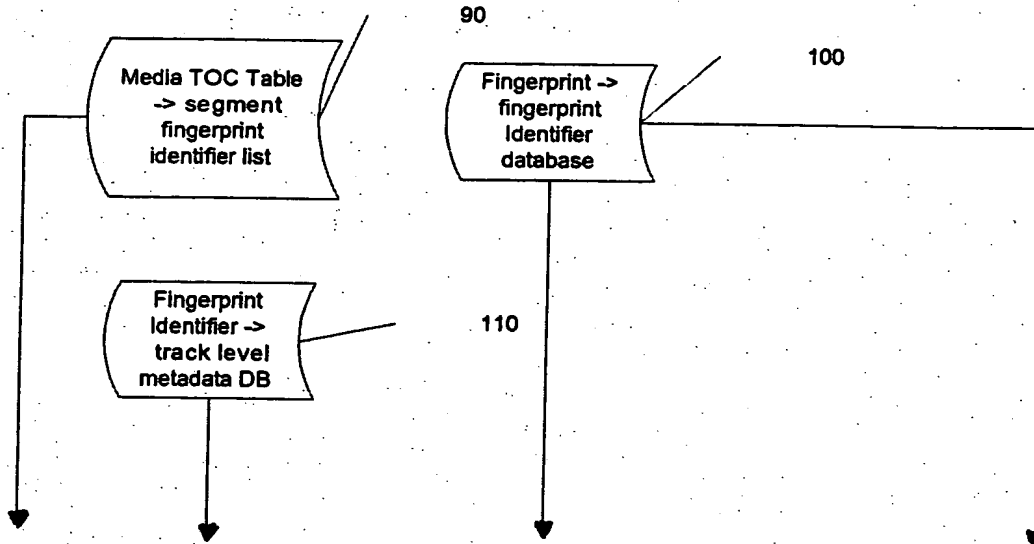 90
Media TOC Table
-> segment
fingerprint
identifier list
100
Fingerprint ->
fingerprint
Identifier
database
Fingerprint
Identifier ->
track level
metadata DB
110